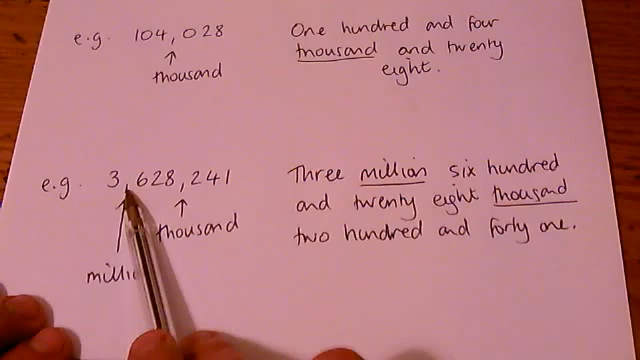 e.g. 104,028
thousand
One hundred and four
thousand and twenty
eight.
e.g. 3,628,241
thousand
Three million six hundred
and twenty eight thousand
two hundred and forty one.